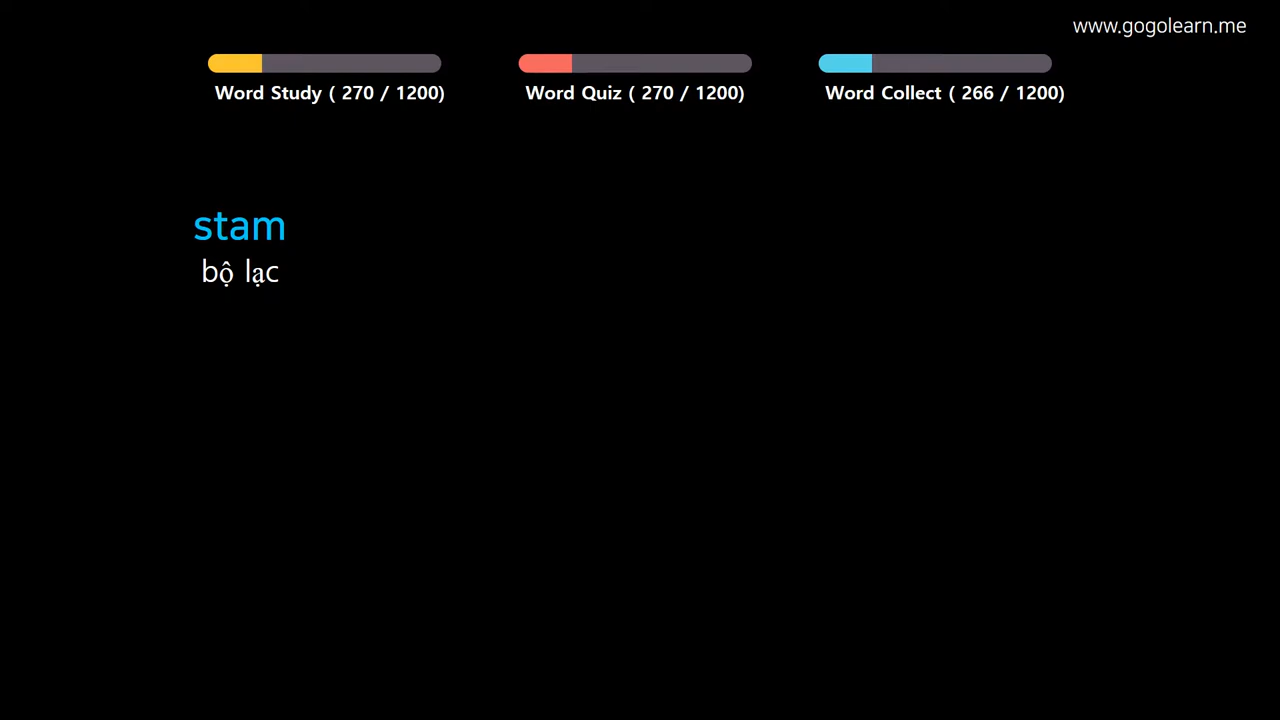 www.gogolearn.me
Word Study ( 270 / 1200)
Word Quiz ( 270 / 1200)
Word Collect ( 266 / 1200)
stam
bộ lạc